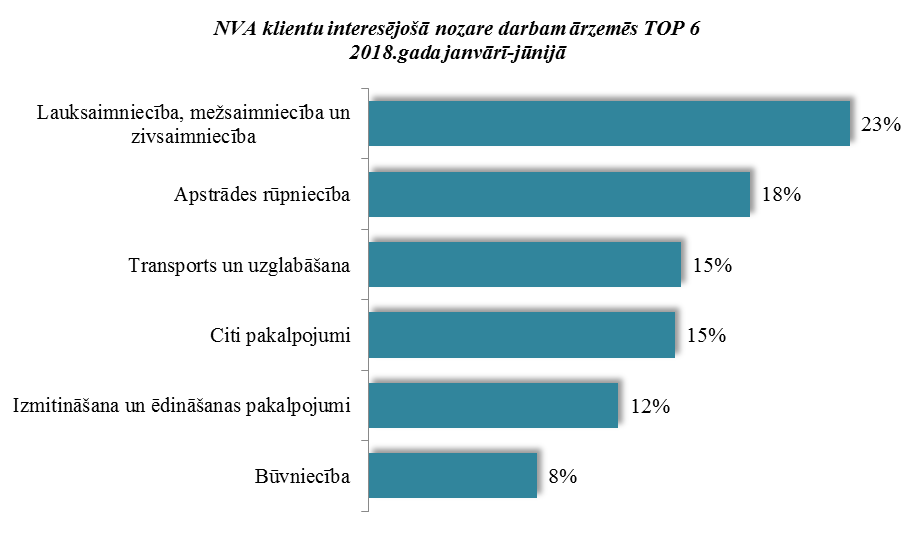 NVA klientu interesējošā nozare darbam ārzemēs TOP 6
2018.gada janvārī-jūnijā
Lauksaimniecība, mežsaimniecība un
zivsaimniecība
23%
Apstrādes rūpniecība
18%
Transports un uzglabāšana
15%
Citi pakalpojumi
15%
Izmitināšana un ēdināšanas pakalpojumi
12%
Būvniecība
8%